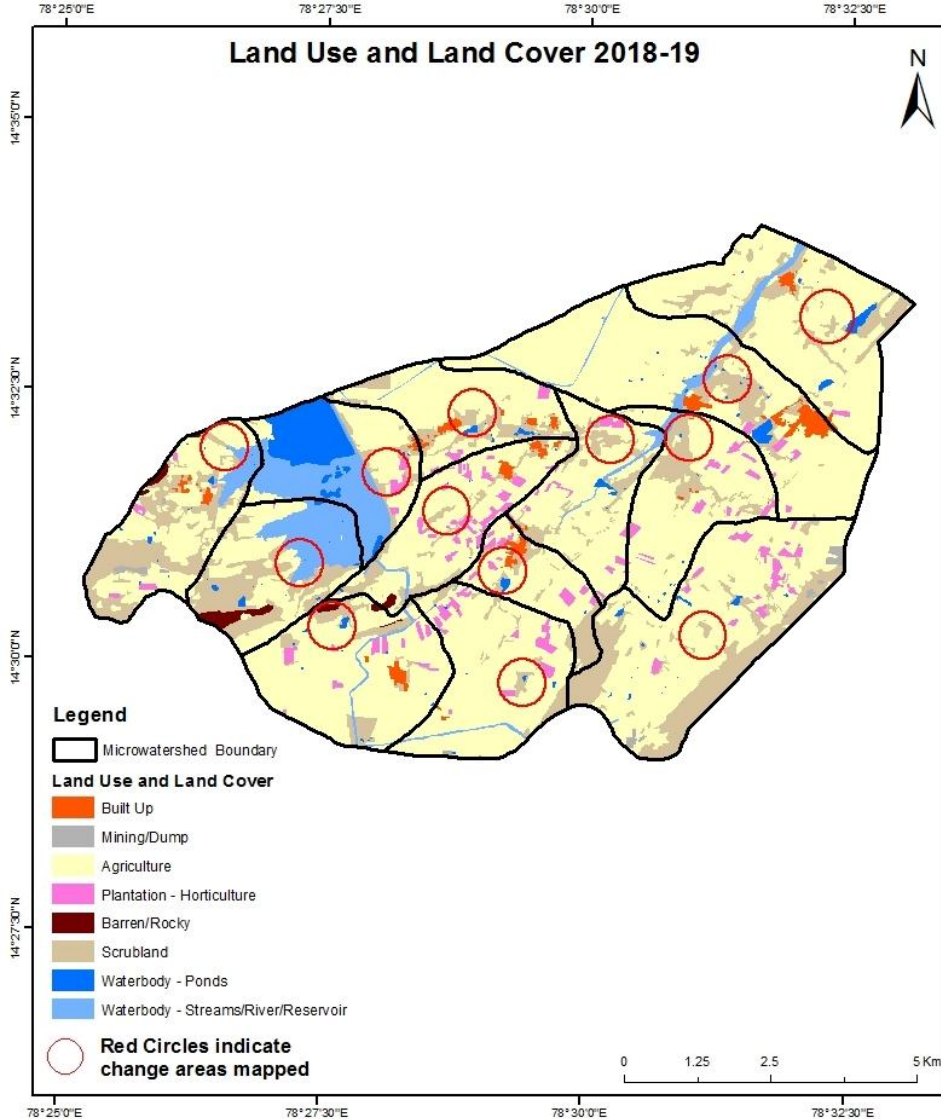 78°25'0"E 78°27'30"E 78°30'0"E 78°32'30"E
Land Use and Land Cover 2018-19
N
14°35'0"N
14°32'30"N
14°30'0"N
14°27'30"N
Legend
Microwatershed Boundary
Land Use and Land Cover
Built Up
Mining/Dump
Agriculture
Plantation - Horticulture
Barren/Rocky
Scrubland
Waterbody - Ponds
Waterbody - Streams/River/Reservoir
Red Circles indicate
change areas mapped
0 1.25 2.5 5 Km
78°25'0"E 78°27'30"E 78°30'0"E 78°32'30"E